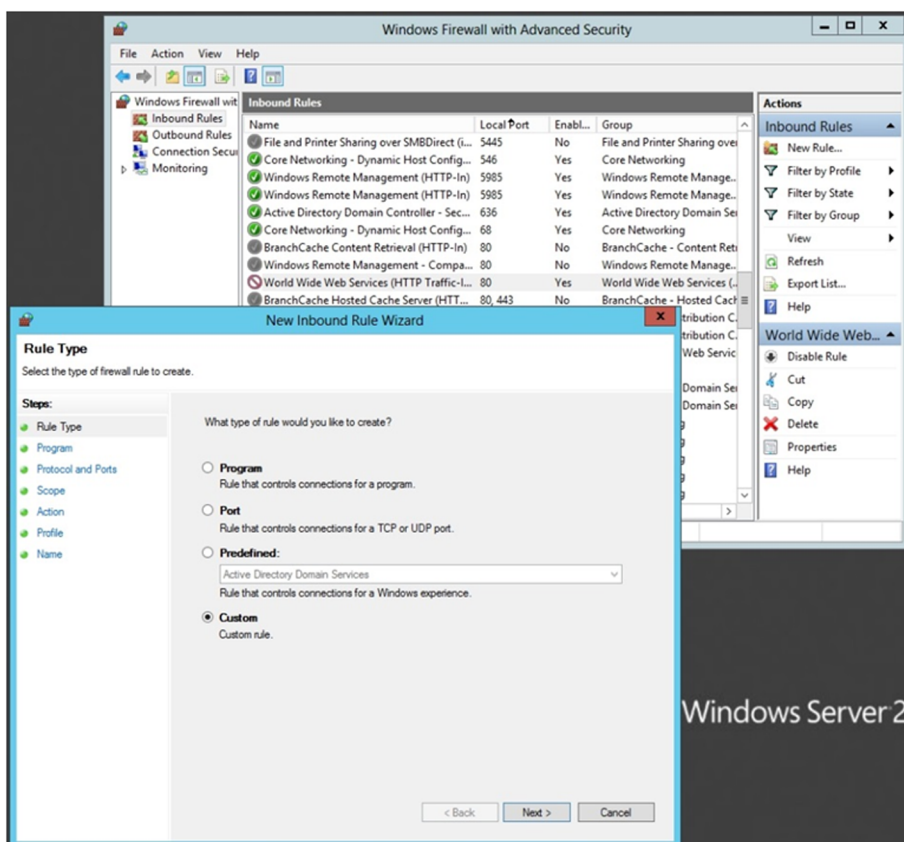 Windows Firewall with Advanced Security
File Action View Help
Windows Firewall wit
Inbound Rules
Outbound Rules
Connection Secur
Monitoring
Inbound Rules
Name Local Port Enabl... Group
File and Printer Sharing over SMBDirect (i... 5445 No File and Printer Sharing over
Core Networking - Dynamic Host Config... 546 Yes Core Networking
Windows Remote Management (HTTP-In) 5985 Yes Windows Remote Manage...
Windows Remote Management (HTTP-In) 5985 Yes Windows Remote Manage...
Active Directory Domain Controller - Sec... 636 Yes Active Directory Domain Ser
Core Networking - Dynamic Host Config... 68 Yes Core Networking
BranchCache Content Retrieval (HTTP-In) 80 No BranchCache - Content Retr
Windows Remote Management - Compa... 80 No Windows Remote Manage...
World Wide Web Services (HTTP Traffic-I... 80 Yes World Wide Web Services (...
BranchCache Hosted Cache Server (HTT... 80, 443 No BranchCache - Hosted Cach
tribution C.
tribution C.
Web Servic
Domain Ser
Domain Ser
Actions
Inbound Rules
New Rule...
Filter by Profile
Filter by State
Filter by Group
View
Refresh
Export List...
Help
World Wide Web...
Disable Rule
Cut
Copy
Delete
Properties
Help
New Inbound Rule Wizard
Rule Type
Select the type of firewall rule to create.
Steps:
Rule Type
Program
Protocol and Ports
Scope
Action
Profile
Name
What type of rule would you like to create?
Program
Rule that controls connections for a program.
Port
Rule that controls connections for a TCP or UDP port.
Predefined:
Active Directory Domain Services
Rule that controls connections for a Windows experience.
Custom
Custom rule.
< Back Next > Cancel
Windows Server 2